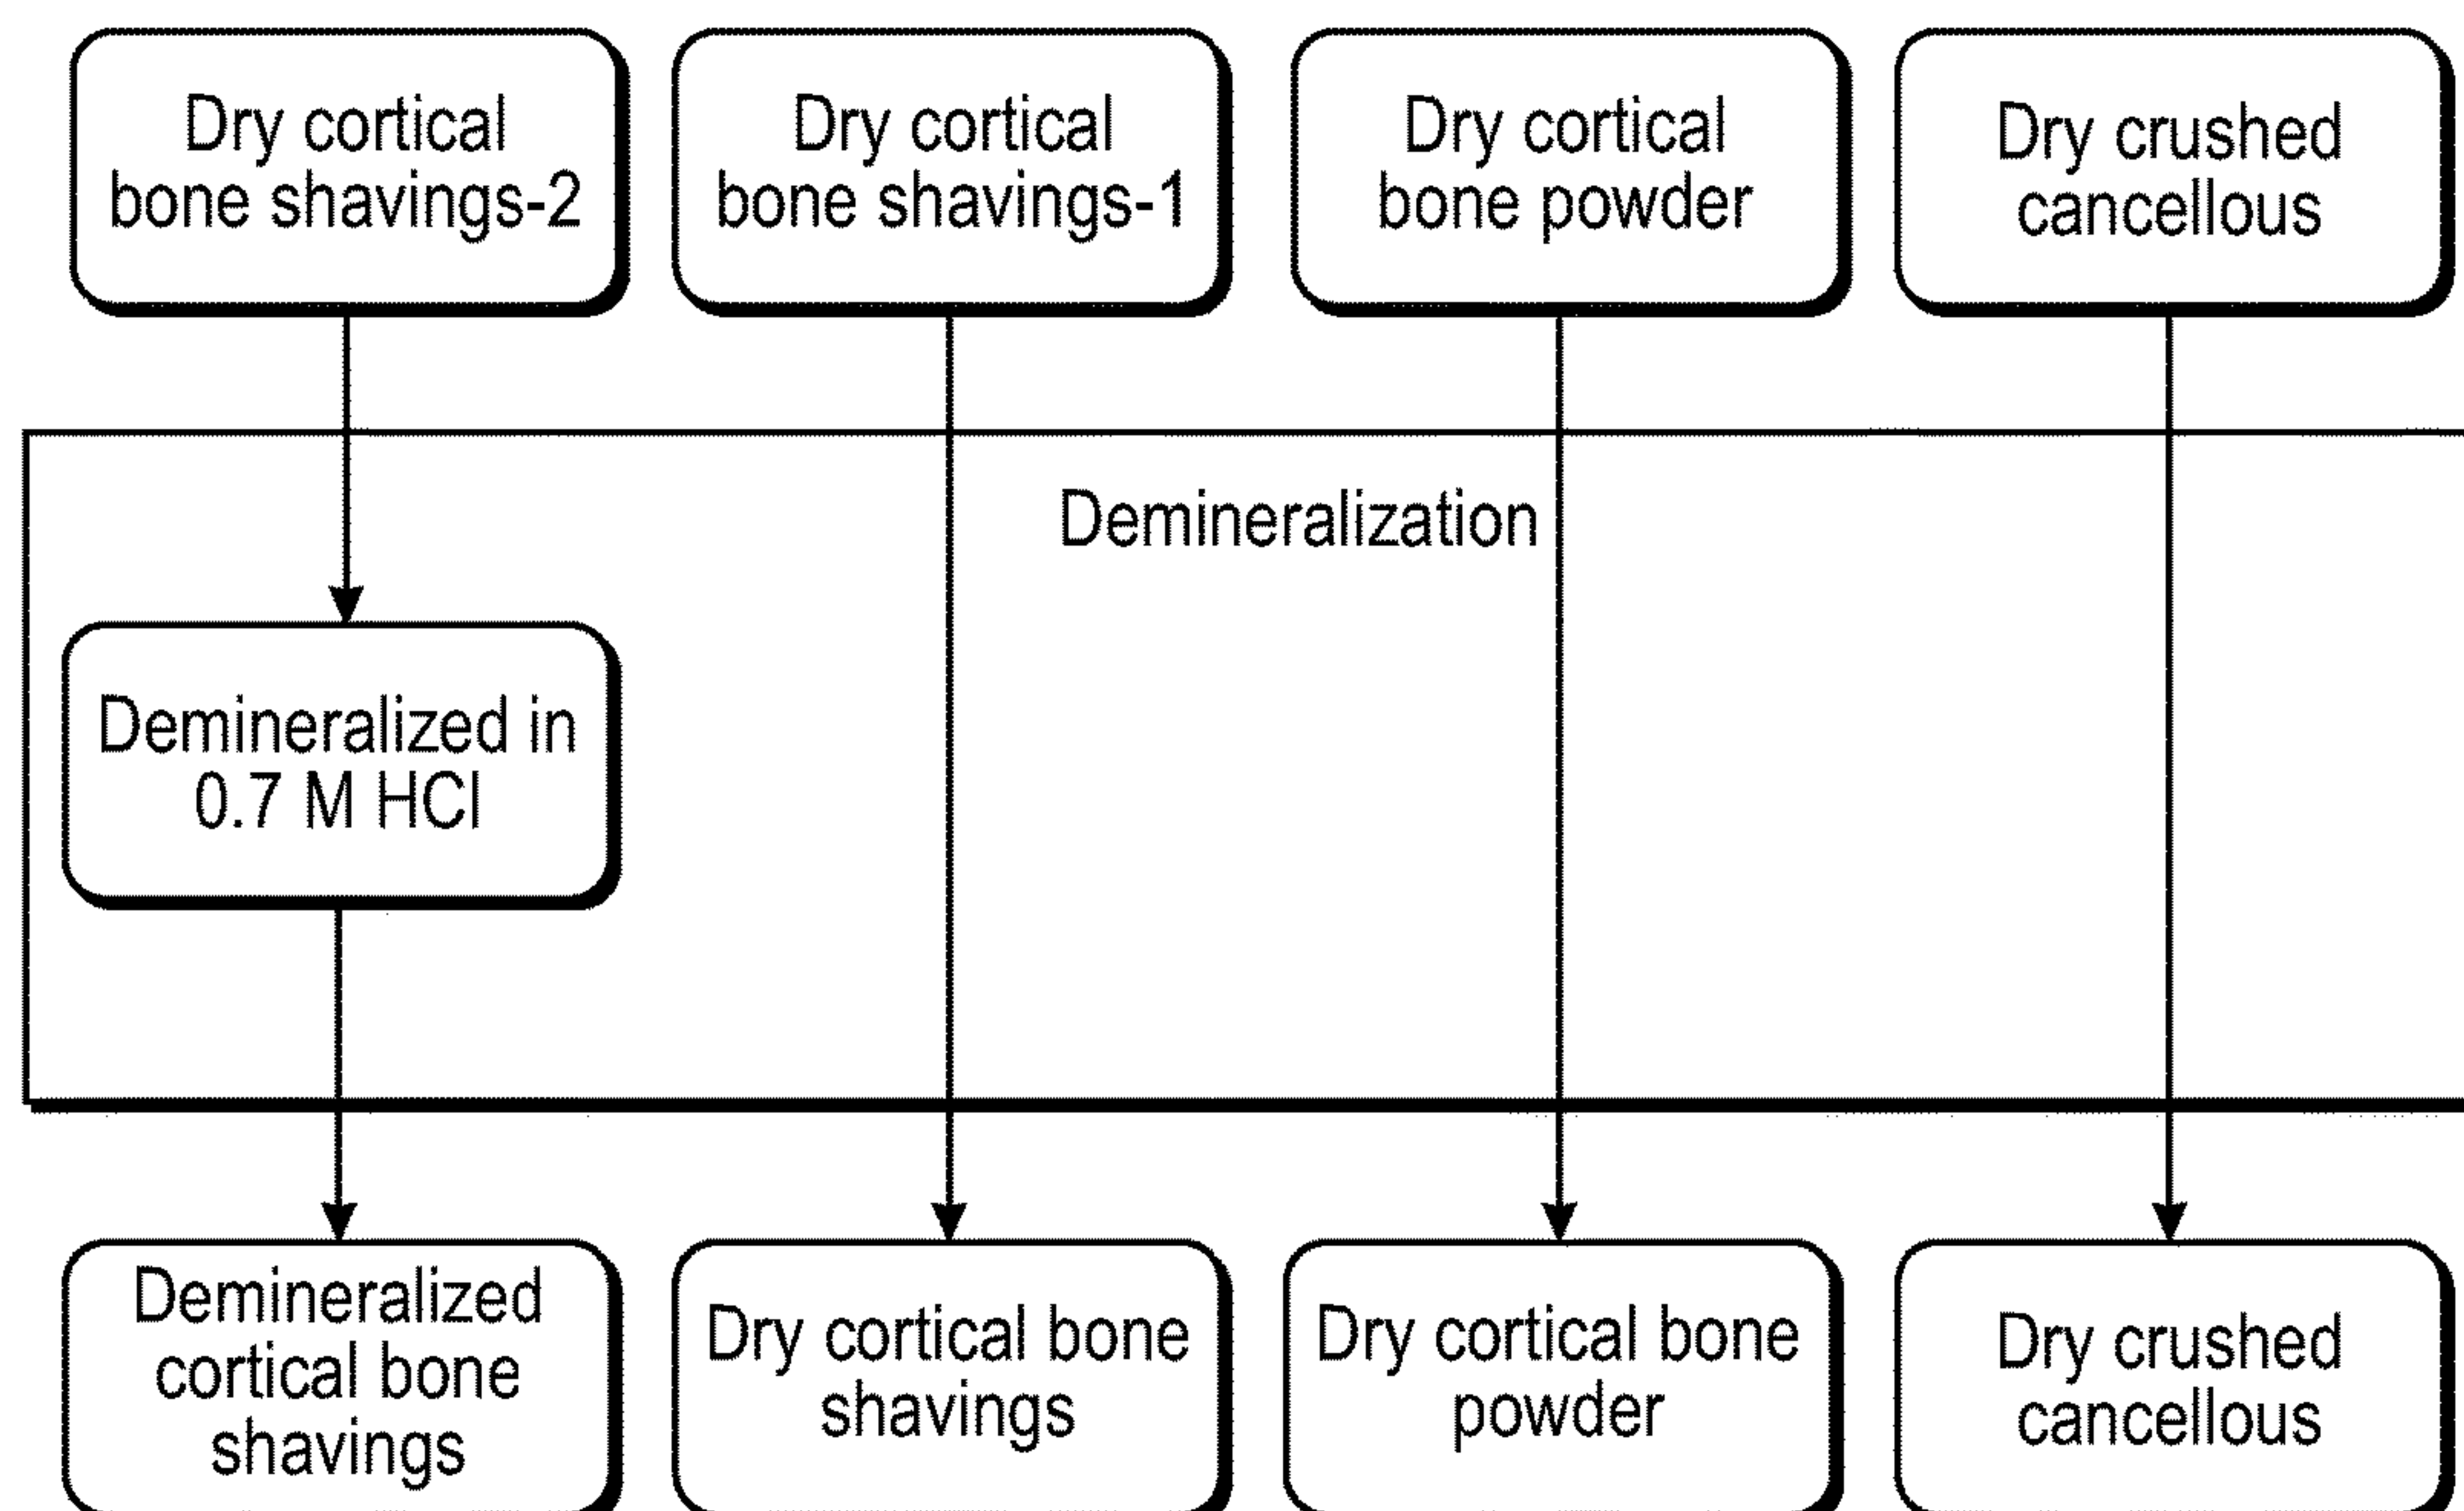 Dry cortical
bone shavings-2
Dry cortical
bone shavings-1
Dry cortical
bone powder
Dry crushed
cancellous
Demineralization
Demineralized in
0.7 M HCl
Demineralized
cortical bone
shavings
Dry cortical bone
shavings
Dry cortical bone
powder
Dry crushed
cancellous